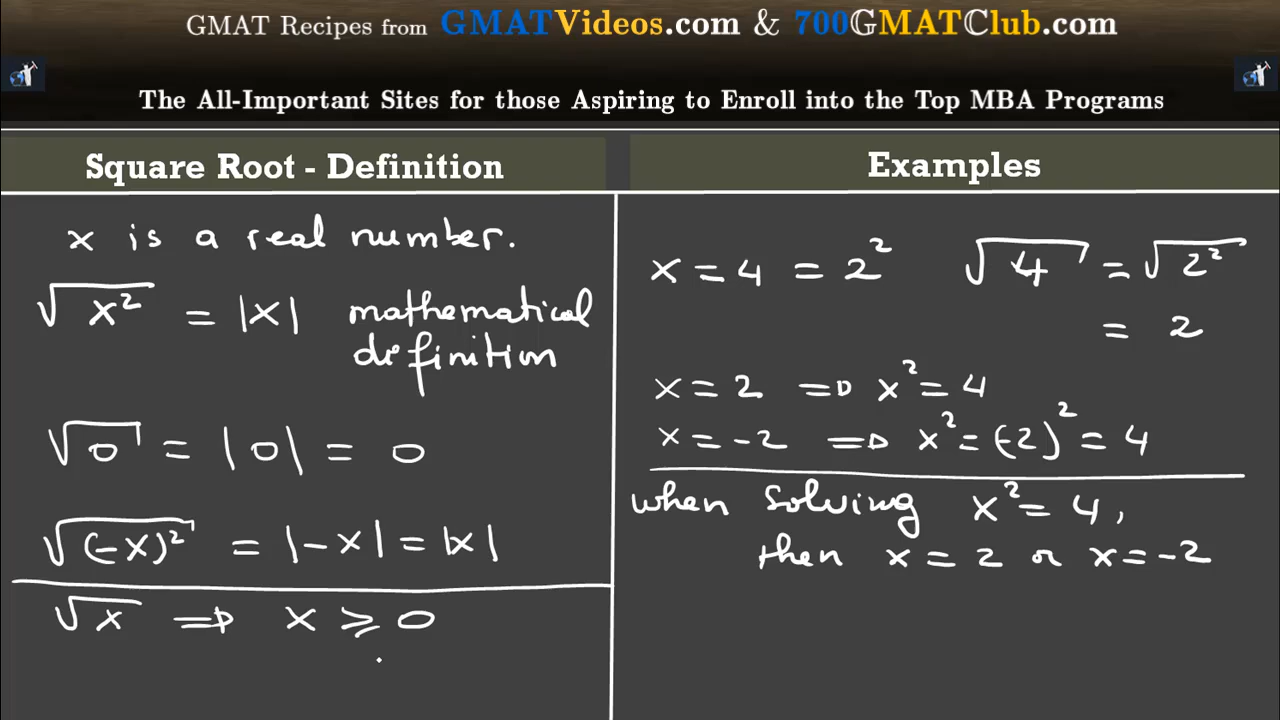 GMAT Recipes from GMATVideos.com & 700GMATClub.com
The All-Important Sites for those Aspiring to Enroll into the Top MBA Programs
Square Root - Definition
x is a real number.
√x² = |x| mathematical
definition
√0 = |0| = 0
√(-x)² = |-x| = |x|
√x ⇒ x ⩾ 0
Examples
x = 4 = 2² √4 = √2²
= 2
x = 2 ⇒ x² = 4
x = -2 ⇒ x² = (-2)² = 4
when solving x² = 4,
then x = 2 or x = -2